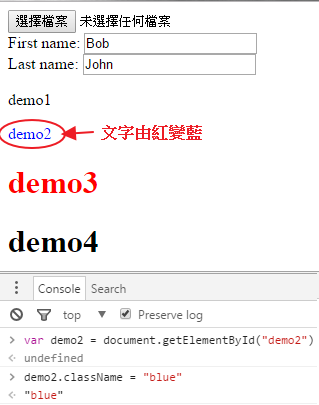 選擇檔案 未選擇任何檔案
First name: Bob
Last name: John
demo1
demo2 文字由紅變藍
demo3
demo4
Console Search
top Preserve log
> var demo2 = document.getElementById("demo2")
< undefined
> demo2.className = "blue"
< "blue"